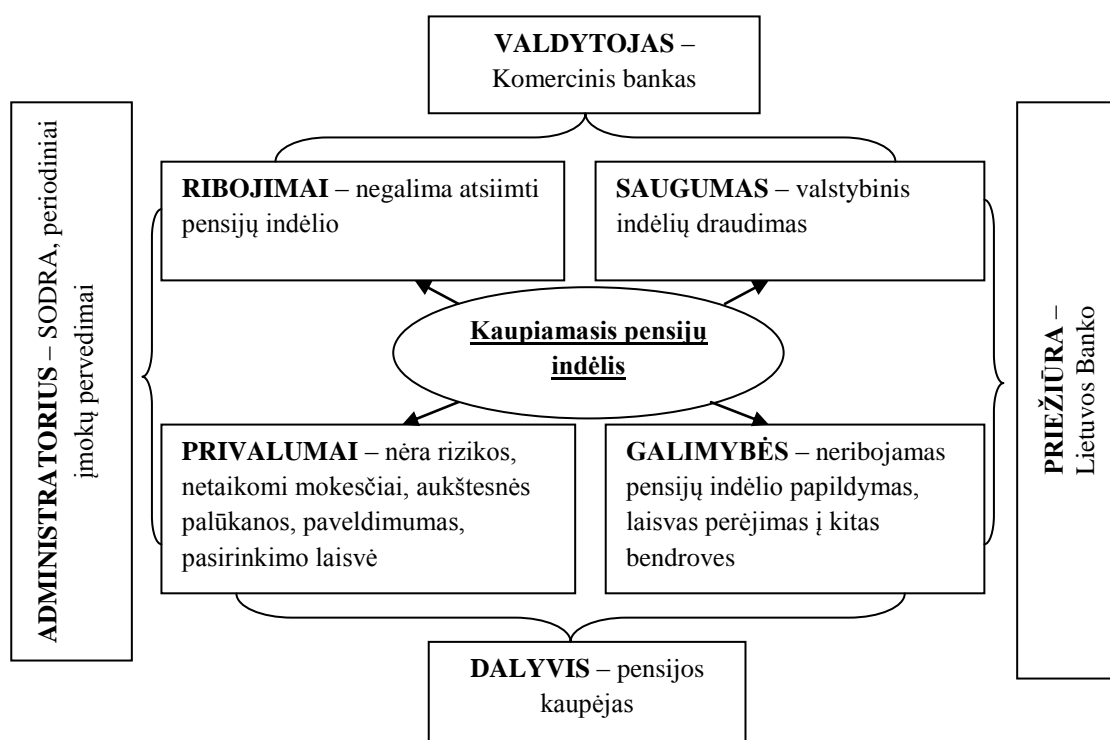 VALDYTOJAS –
Komercinis bankas
ADMINISTRATORIUS – SODRA, periodiniai
įmokų pervedimai
RIBOJIMAI – negalima atsiimti
pensijų indėlio
SAUGUMAS – valstybinis
indėlių draudimas
Kaupiamasis pensijų
indėlis
PRIVALUMAI – nėra rizikos,
netaikomi mokesčiai, aukštesnės
palūkanos, paveldimumas,
pasirinkimo laisvė
GALIMYBĖS – neribojamas
pensijų indėlio papildymas,
laisvas perėjimas į kitas
bendroves
PRIEŽIŪRA –
Lietuvos Banko
DALYVIS – pensijos
kaupėjas